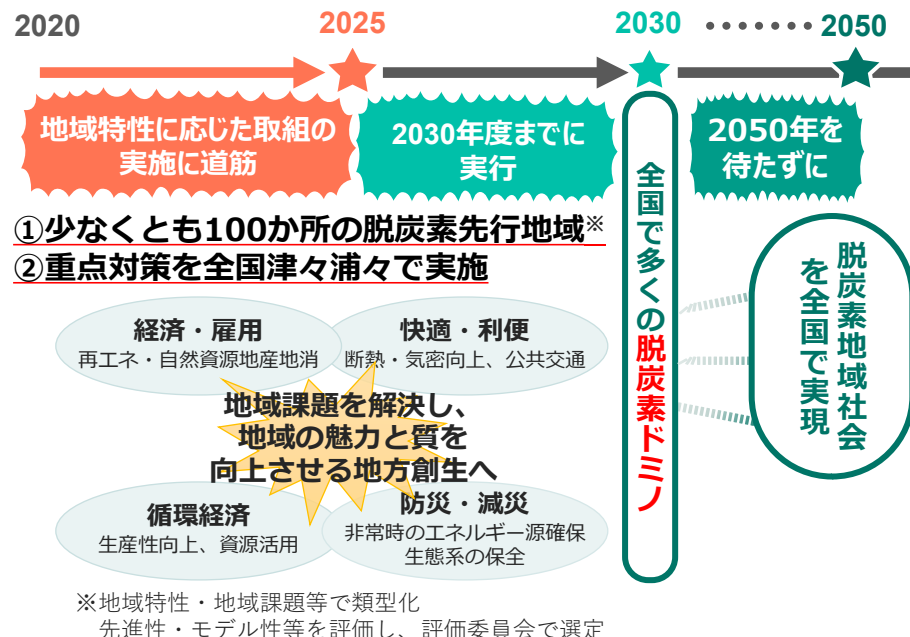 2020
2025
2030
・・・・・・・
2050
地域特性に応じた取組の
実施に道筋
2030年度までに
実行
2050年を
待たずに
①少なくとも100か所の脱炭素先行地域※
②重点対策を全国津々浦々で実施
経済・雇用
再エネ・自然資源地産地消
快適・利便
断熱・気密向上、公共交通
地域課題を解決し、
地域の魅力と質を
向上させる地方創生へ
循環経済
生産性向上、資源活用
防災・減災
非常時のエネルギー源確保
生態系の保全
全国で多くの脱炭素ドミノ
脱炭素地域社会
を全国で実現
※地域特性・地域課題等で類型化
先進性・モデル性等を評価し、評価委員会で選定